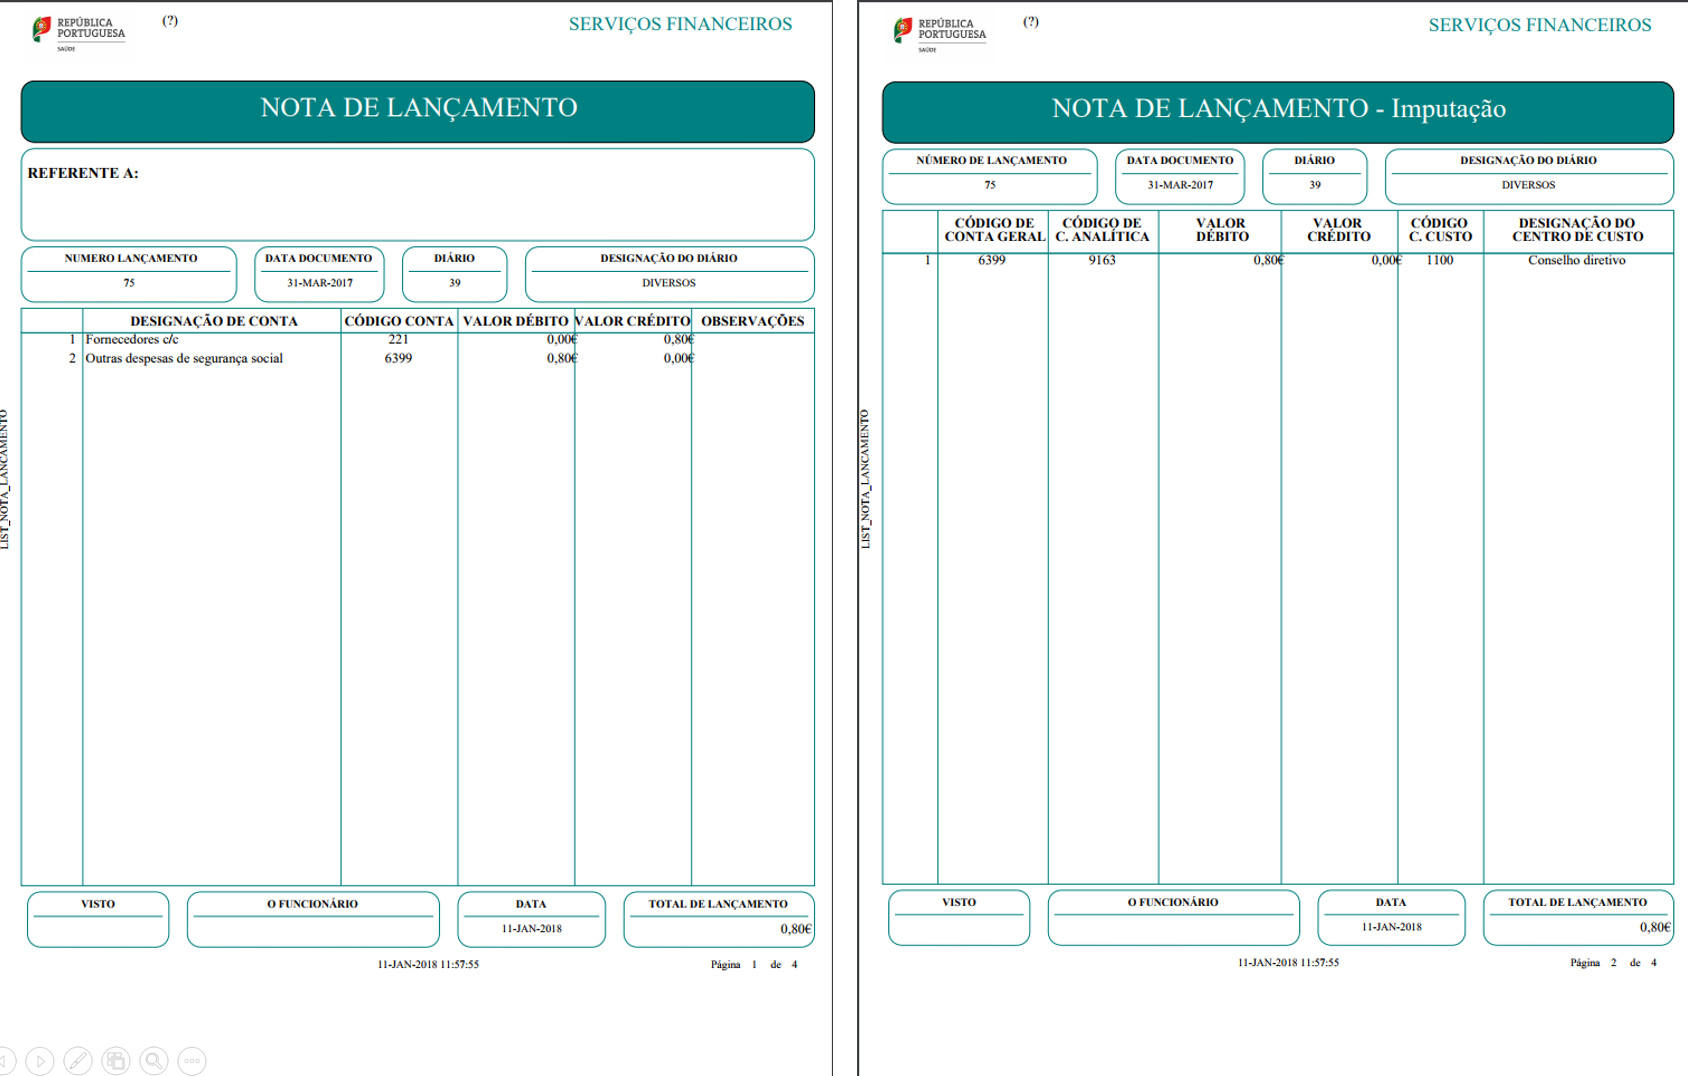 REPÚBLICA
PORTUGUESA
SAÚDE
(?)
SERVIÇOS FINANCEIROS
NOTA DE LANÇAMENTO
REFERENTE A:
NUMERO LANÇAMENTO DATA DOCUMENTO DIÁRIO DESIGNAÇÃO DO DIÁRIO
75 31-MAR-2017 39 DIVERSOS
DESIGNAÇÃO DE CONTA CÓDIGO CONTA VALOR DÉBITO VALOR CRÉDITO OBSERVAÇÕES
1 Fornecedores c/c 221 0,00€ 0,80€
2 Outras despesas de segurança social 6399 0,80€ 0,00€
LIST_NOTA_LANCAMENTO
VISTO O FUNCIONÁRIO DATA TOTAL DE LANÇAMENTO
11-JAN-2018 0,80€
11-JAN-2018 11:57:55 Página 1 de 4
REPÚBLICA
PORTUGUESA
SAÚDE
(?)
SERVIÇOS FINANCEIROS
NOTA DE LANÇAMENTO - Imputação
NÚMERO DE LANÇAMENTO DATA DOCUMENTO DIÁRIO DESIGNAÇÃO DO DIÁRIO
75 31-MAR-2017 39 DIVERSOS
CÓDIGO DE CÓDIGO DE VALOR VALOR CÓDIGO DESIGNAÇÃO DO
CONTA GERAL C. ANALÍTICA DÉBITO CRÉDITO C. CUSTO CENTRO DE CUSTO
1 6399 9163 0,80€ 0,00€ 1100 Conselho diretivo
LIST_NOTA_LANCAMENTO
VISTO O FUNCIONÁRIO DATA TOTAL DE LANÇAMENTO
11-JAN-2018 0,80€
11-JAN-2018 11:57:55 Página 2 de 4